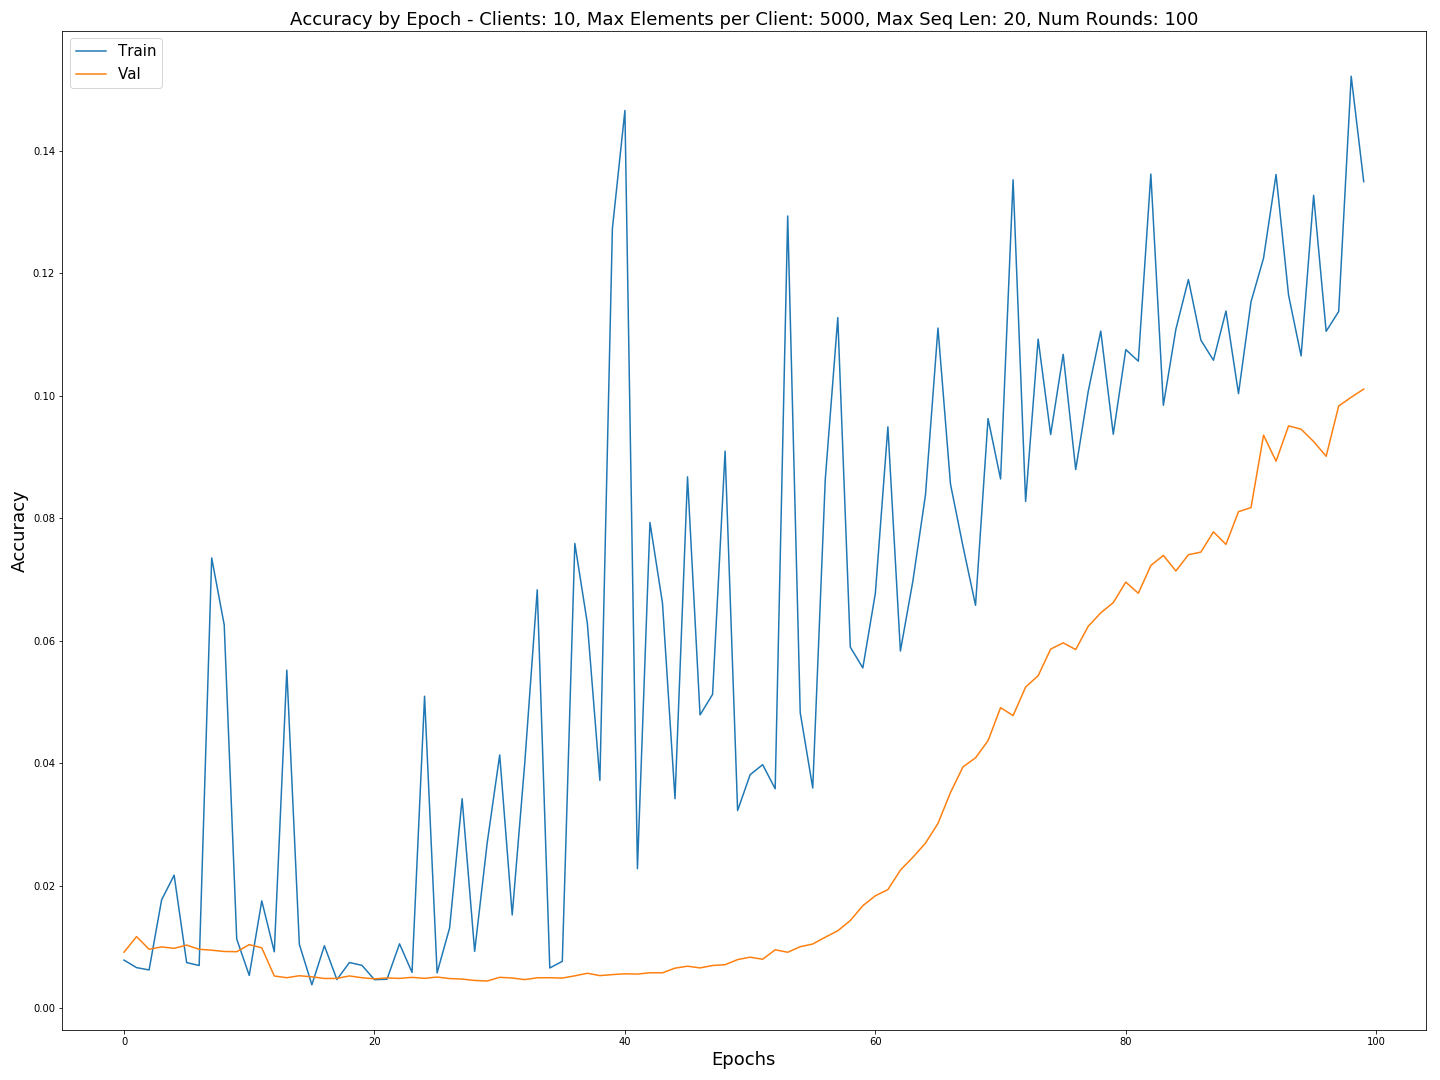 Accuracy by Epoch - Clients: 10, Max Elements per Client: 5000, Max Seq Len: 20, Num Rounds: 100
Train
Val
0.14
0.12
0.10
0.08
0.06
0.04
0.02
0.00
Accuracy
0 20 40 60 80 100
Epochs